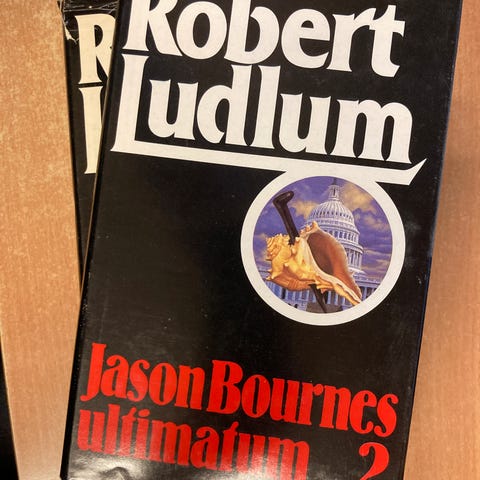 Robert
Ludlum
Jason Bournes
ultimatum 2
R
L